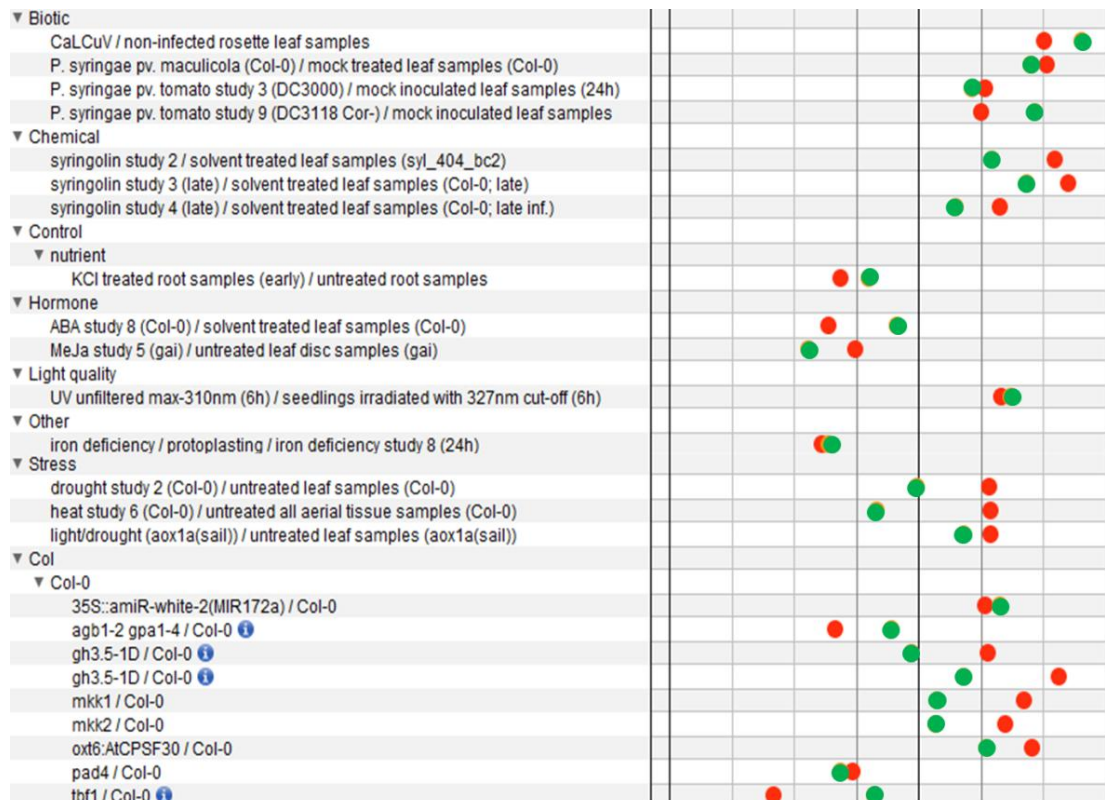 Biotic
CaLCuV / non-infected rosette leaf samples
P. syringae pv. maculicola (Col-0) / mock treated leaf samples (Col-0)
P. syringae pv. tomato study 3 (DC3000) / mock inoculated leaf samples (24h)
P. syringae pv. tomato study 9 (DC3118 Cor-) / mock inoculated leaf samples
Chemical
syringolin study 2 / solvent treated leaf samples (syl_404_bc2)
syringolin study 3 (late) / solvent treated leaf samples (Col-0; late)
syringolin study 4 (late) / solvent treated leaf samples (Col-0; late inf.)
Control
nutrient
KCl treated root samples (early) / untreated root samples
Hormone
ABA study 8 (Col-0) / solvent treated leaf samples (Col-0)
MeJa study 5 (gai) / untreated leaf disc samples (gai)
Light quality
UV unfiltered max-310nm (6h) / seedlings irradiated with 327nm cut-off (6h)
Other
iron deficiency / protoplasting / iron deficiency study 8 (24h)
Stress
drought study 2 (Col-0) / untreated leaf samples (Col-0)
heat study 6 (Col-0) / untreated all aerial tissue samples (Col-0)
light/drought (aox1a(sail)) / untreated leaf samples (aox1a(sail))
Col
Col-0
35S::amiR-white-2(MIR172a) / Col-0
agb1-2 gpa1-4 / Col-0 i
gh3.5-1D / Col-0 i
gh3.5-1D / Col-0 i
mkk1 / Col-0
mkk2 / Col-0
oxt6:AtCPSF30 / Col-0
pad4 / Col-0
tbf1 / Col-0 i